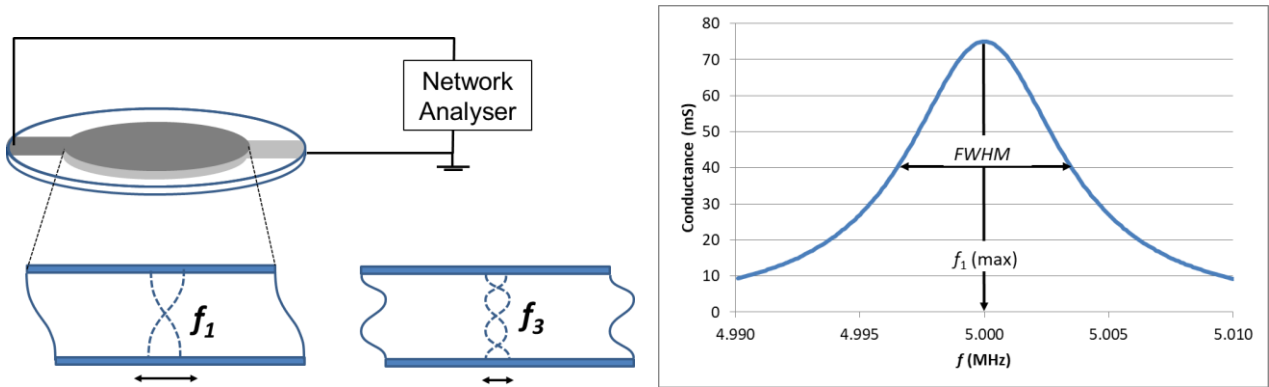 Network
Analyser
f₁
f₃
Conductance (mS)
80
70
60
50
40
30
20
10
0
FWHM
f₁ (max)
4.990
4.995
5.000
5.005
5.010
f (MHz)